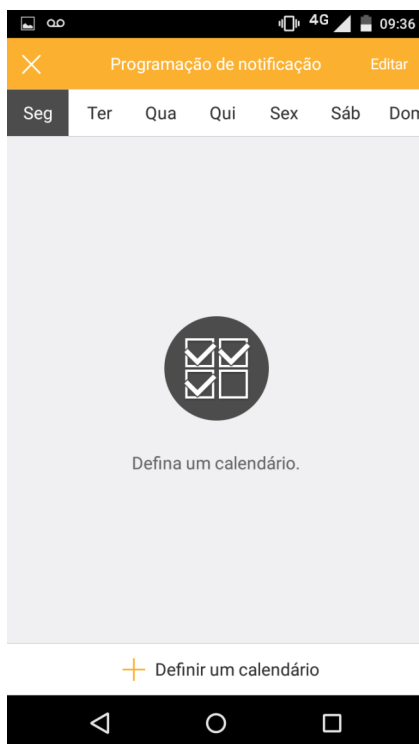 4G 09:36
Programação de notificação Editar
Seg Ter Qua Qui Sex Sáb Dom
Defina um calendário.
Definir um calendário